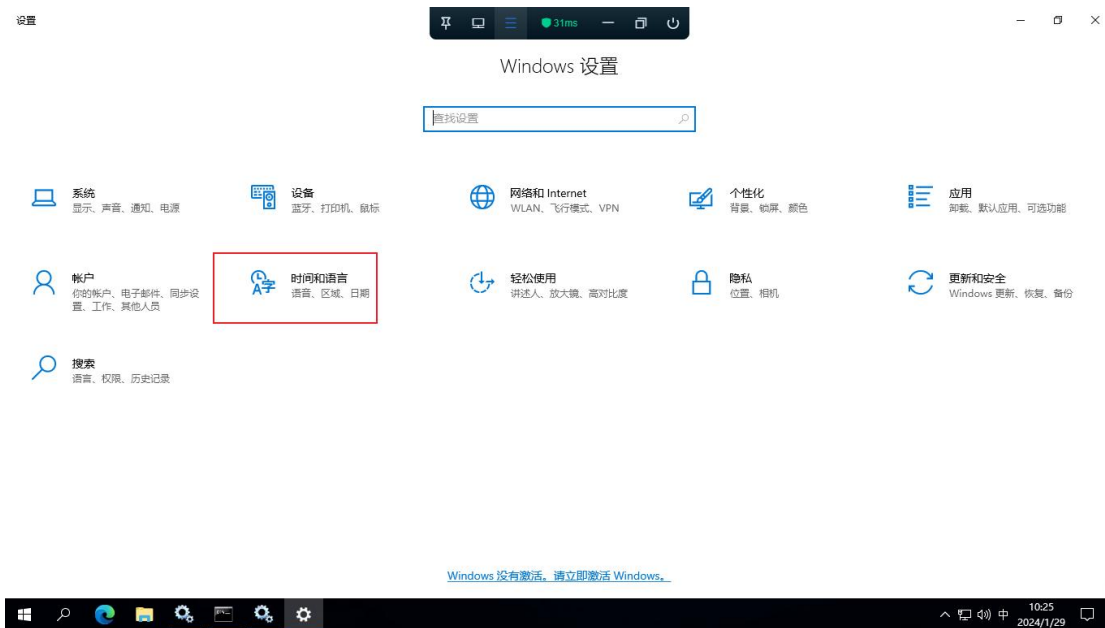 设置
31ms
Windows 设置
查找设置
系统
显示、声音、通知、电源
设备
蓝牙、打印机、鼠标
网络和 Internet
WLAN、飞行模式、VPN
个性化
背景、锁屏、颜色
应用
卸载、默认应用、可选功能
帐户
你的帐户、电子邮件、同步设
置、工作、其他人员
时间和语言
语音、区域、日期
轻松使用
讲述人、放大镜、高对比度
隐私
位置、相机
更新和安全
Windows 更新、恢复、备份
搜索
语言、权限、历史记录
Windows 没有激活。请立即激活 Windows。
中
10:25
2024/1/29